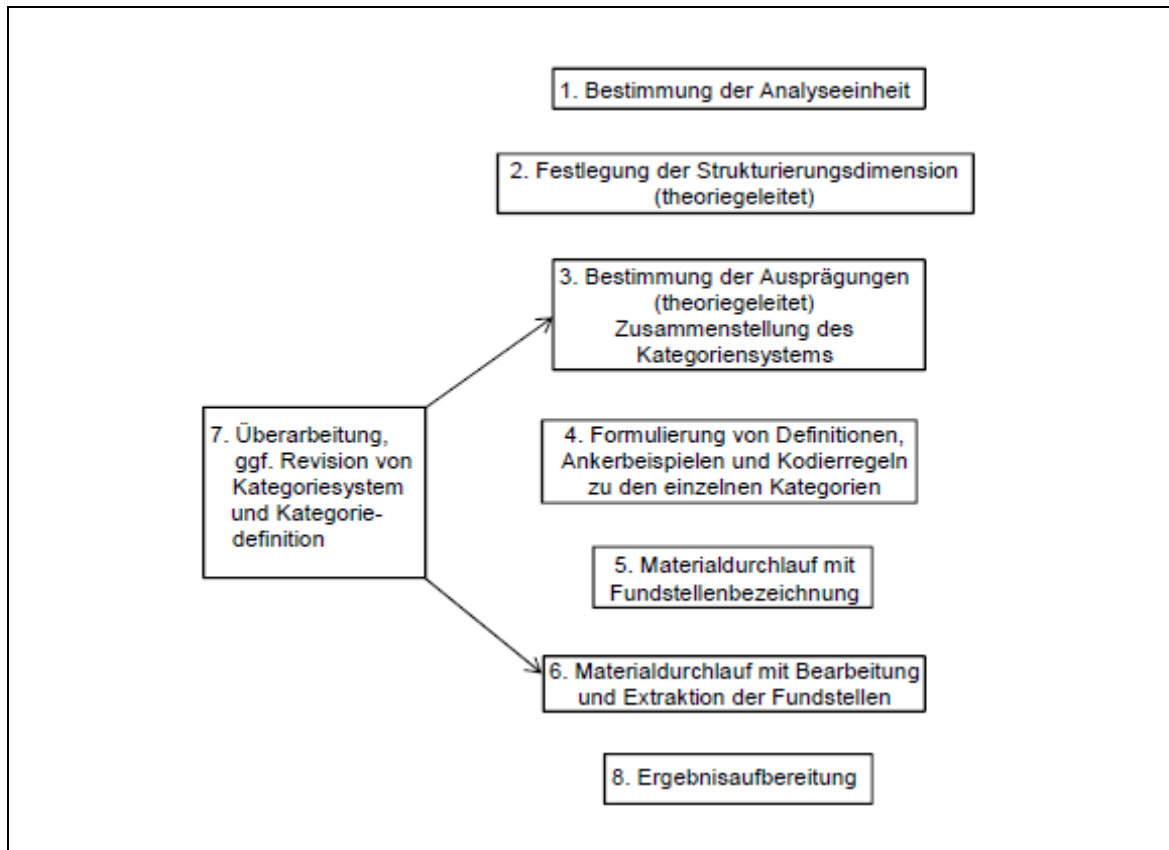 1. Bestimmung der Analyseeinheit
2. Festlegung der Strukturierungsdimension
(theoriegeleitet)
3. Bestimmung der Ausprägungen
(theoriegeleitet)
Zusammenstellung des
Kategoriensystems
4. Formulierung von Definitionen,
Ankerbeispielen und Kodierregeln
zu den einzelnen Kategorien
5. Materialdurchlauf mit
Fundstellenbezeichnung
6. Materialdurchlauf mit Bearbeitung
und Extraktion der Fundstellen
7. Überarbeitung,
ggf. Revision von
Kategoriesystem
und Kategorie-
definition
8. Ergebnisaufbereitung